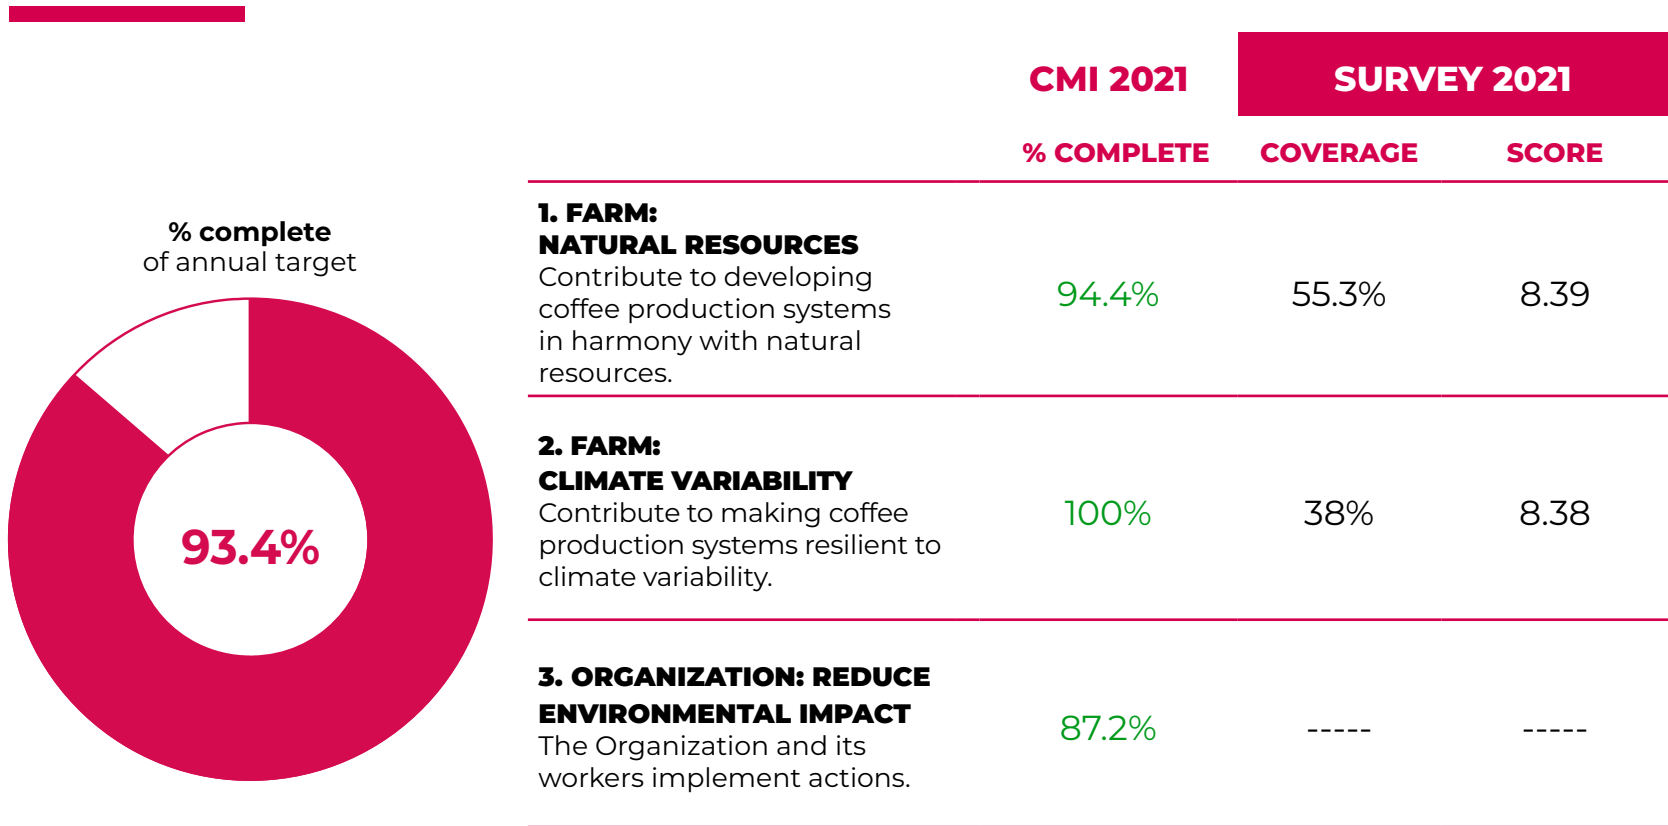 % complete
of annual target
93.4%
CMI 2021
SURVEY 2021
% COMPLETE
COVERAGE
SCORE
1. FARM:
NATURAL RESOURCES
Contribute to developing
coffee production systems
in harmony with natural
resources.
94.4%
55.3%
8.39
2. FARM:
CLIMATE VARIABILITY
Contribute to making coffee
production systems resilient to
climate variability.
100%
38%
8.38
3. ORGANIZATION: REDUCE
ENVIRONMENTAL IMPACT
The Organization and its
workers implement actions.
87.2%
-----
-----